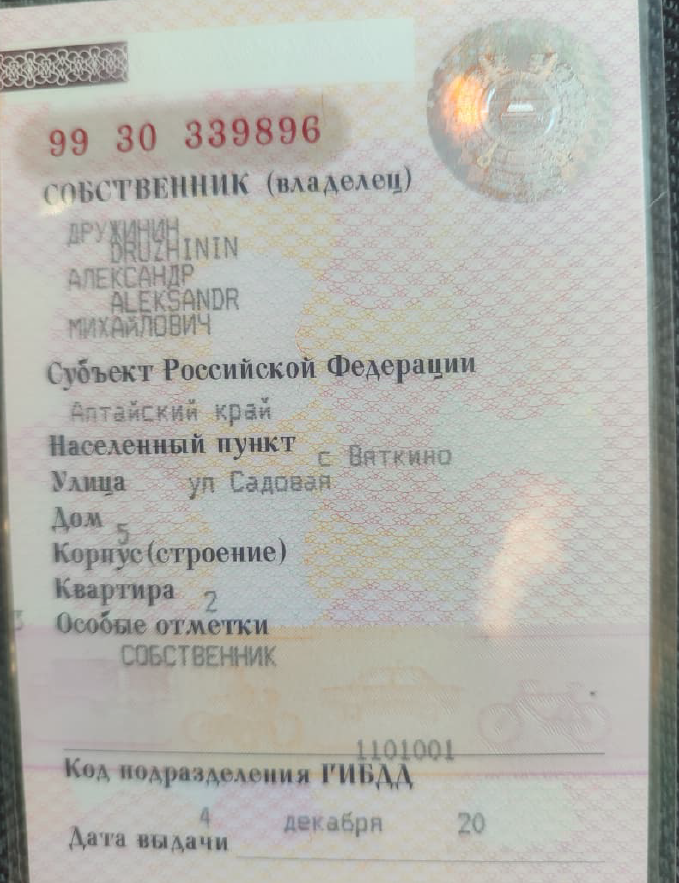 99 30 339896
СОБСТВЕННИК (владелец)
ДРУЖИНИН
DRUZHININ
АЛЕКСАНДР
ALEKSANDR
МИХАЙЛОВИЧ
Субъект Российской Федерации
Алтайский край
Населенный пункт с Вяткино
Улица ул Садовая
Дом 5
Корпус(строение)
Квартира 2
Особые отметки
СОБСТВЕННИК
1101001
Код подразделения ГИБДД
Дата выдачи 4 декабря 20